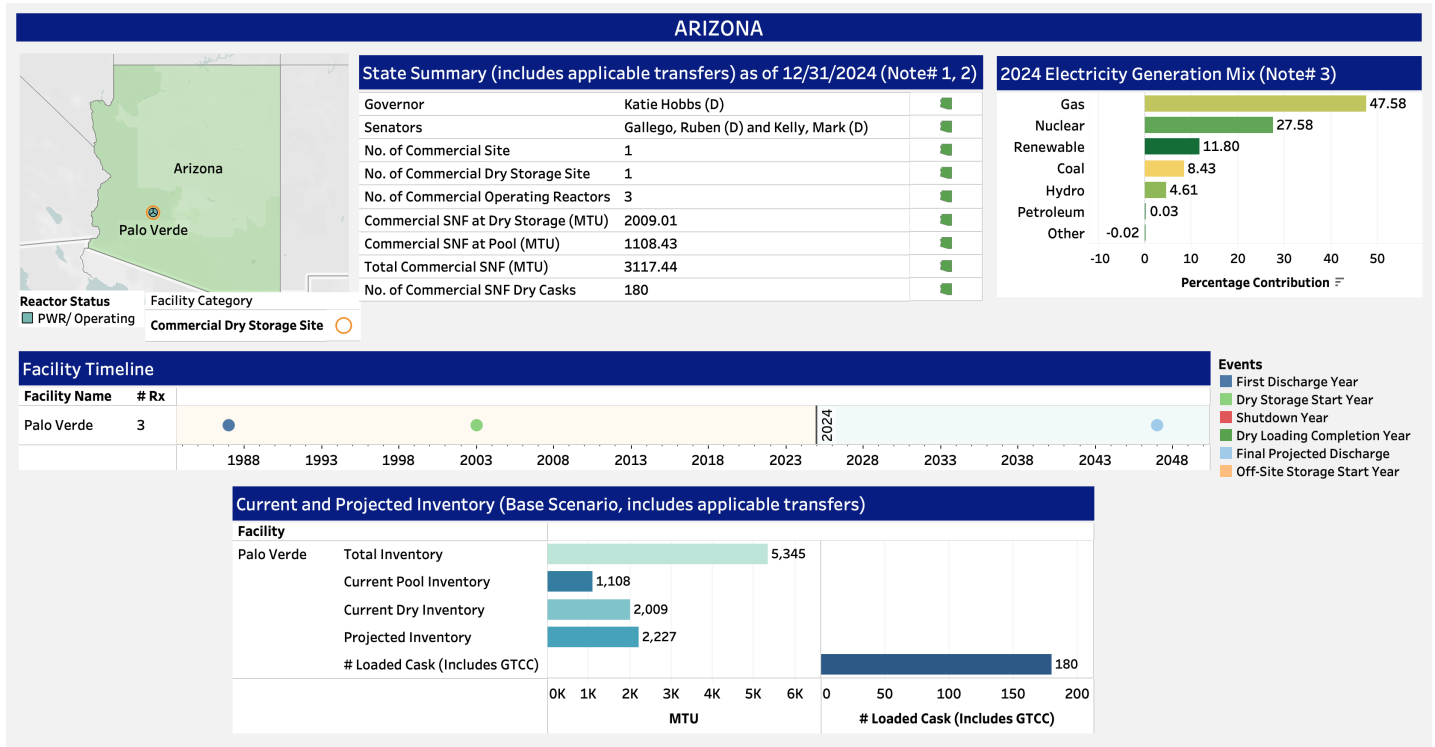 ARIZONA
Arizona
Palo Verde
Reactor Status
PWR/ Operating
Facility Category
Commercial Dry Storage Site
State Summary (includes applicable transfers) as of 12/31/2024 (Note# 1, 2)
Governor Katie Hobbs (D)
Senators Gallego, Ruben (D) and Kelly, Mark (D)
No. of Commercial Site 1
No. of Commercial Dry Storage Site 1
No. of Commercial Operating Reactors 3
Commercial SNF at Dry Storage (MTU) 2009.01
Commercial SNF at Pool (MTU) 1108.43
Total Commercial SNF (MTU) 3117.44
No. of Commercial SNF Dry Casks 180
2024 Electricity Generation Mix (Note# 3)
Gas 47.58
Nuclear 27.58
Renewable 11.80
Coal 8.43
Hydro 4.61
Petroleum 0.03
Other -0.02
-10 0 10 20 30 40 50
Percentage Contribution
Facility Timeline
Facility Name # Rx
Palo Verde 3
2024
1988 1993 1998 2003 2008 2013 2018 2023 2028 2033 2038 2043 2048
Events
First Discharge Year
Dry Storage Start Year
Shutdown Year
Dry Loading Completion Year
Final Projected Discharge
Off-Site Storage Start Year
Current and Projected Inventory (Base Scenario, includes applicable transfers)
Facility
Palo Verde Total Inventory 5,345
Current Pool Inventory 1,108
Current Dry Inventory 2,009
Projected Inventory 2,227
# Loaded Cask (Includes GTCC) 180
0K 1K 2K 3K 4K 5K 6K 0 50 100 150 200
MTU # Loaded Cask (Includes GTCC)